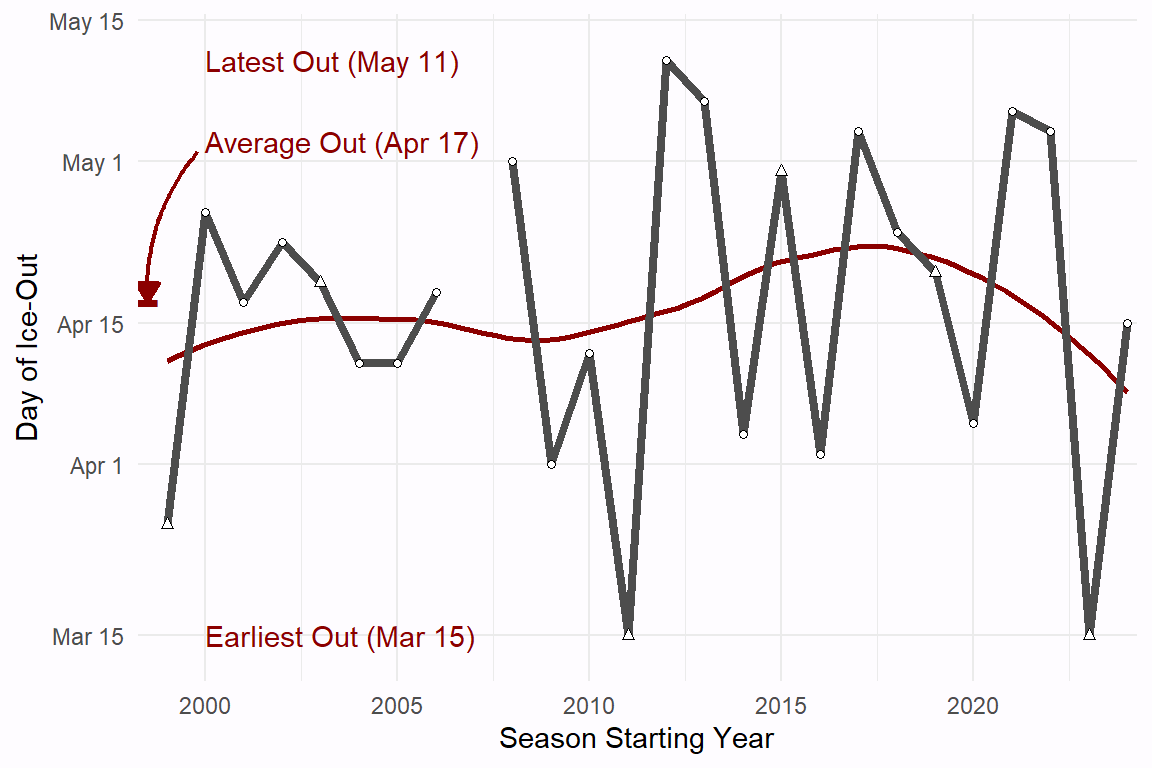 May 15
Latest Out (May 11)
Average Out (Apr 17)
May 1
Day of Ice-Out
Apr 15
Apr 1
Mar 15
Earliest Out (Mar 15)
2000 2005 2010 2015 2020
Season Starting Year